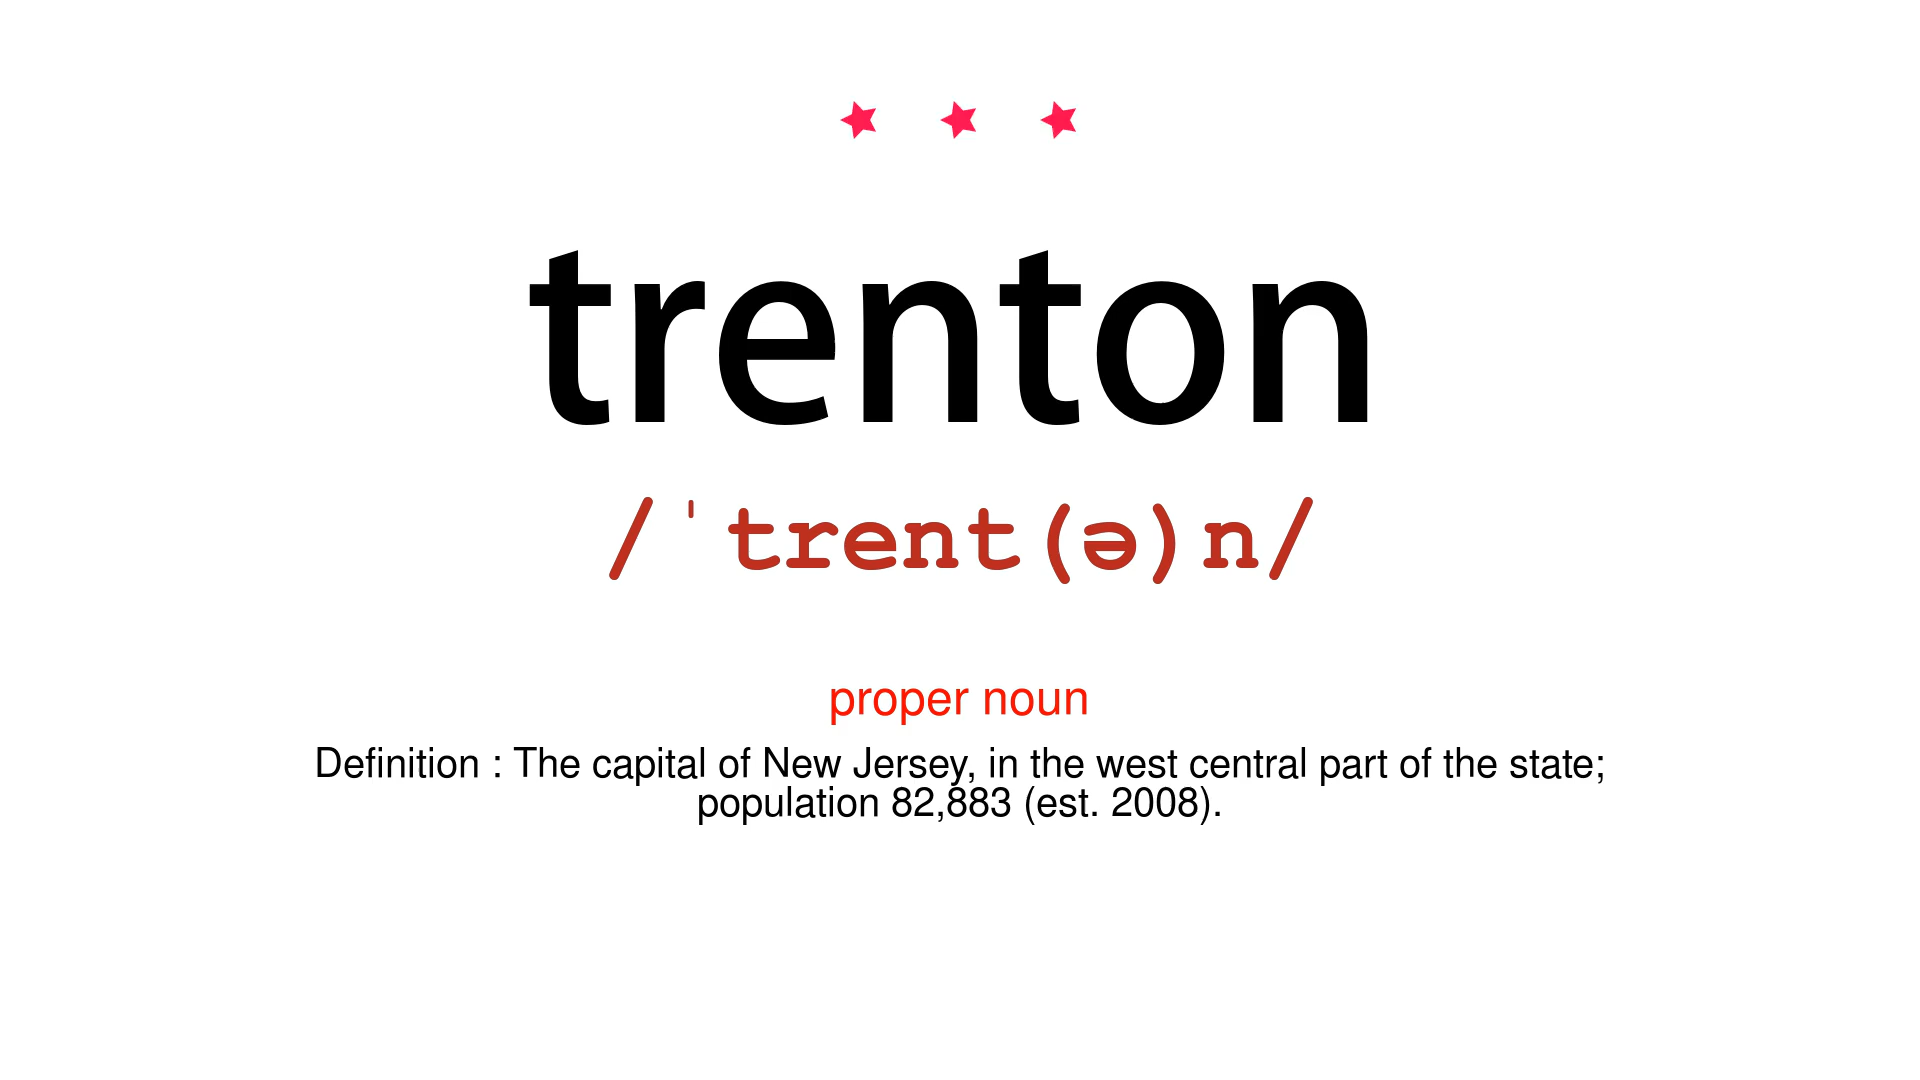 trenton
/ˈtrent(ə)n/
proper noun
Definition : The capital of New Jersey, in the west central part of the state;
population 82,883 (est. 2008).